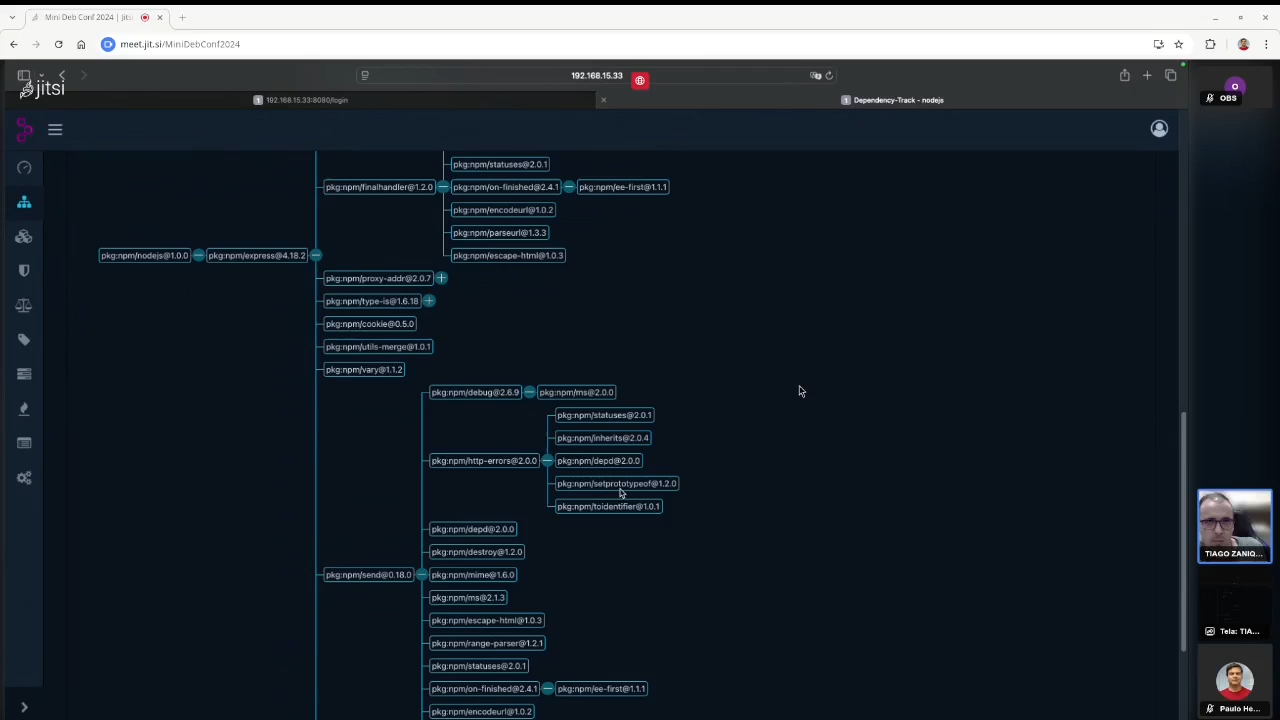 Mini Deb Conf 2024 | Jits
meet.jit.si/MiniDebConf2024
jitsi
192.168.15.33
192.168.15.33:8080/login
Dependency-Track - nodejs
OBS
pkg:npm/statuses@2.0.1
pkg:npm/finalhandler@1.2.0
pkg:npm/on-finished@2.4.1
pkg:npm/ee-first@1.1.1
pkg:npm/encodeurl@1.0.2
pkg:npm/parseurl@1.3.3
pkg:npm/nodejs@1.0.0
pkg:npm/express@4.18.2
pkg:npm/escape-html@1.0.3
pkg:npm/proxy-addr@2.0.7
pkg:npm/type-is@1.6.18
pkg:npm/cookie@0.5.0
pkg:npm/utils-merge@1.0.1
pkg:npm/vary@1.1.2
pkg:npm/debug@2.6.9
pkg:npm/ms@2.0.0
pkg:npm/statuses@2.0.1
pkg:npm/inherits@2.0.4
pkg:npm/http-errors@2.0.0
pkg:npm/depd@2.0.0
pkg:npm/setprototypeof@1.2.0
pkg:npm/toidentifier@1.0.1
pkg:npm/depd@2.0.0
pkg:npm/destroy@1.2.0
TIAGO ZANIQ...
pkg:npm/send@0.18.0
pkg:npm/mime@1.6.0
pkg:npm/ms@2.1.3
pkg:npm/escape-html@1.0.3
Tela: TIA...
pkg:npm/range-parser@1.2.1
pkg:npm/statuses@2.0.1
pkg:npm/on-finished@2.4.1
pkg:npm/ee-first@1.1.1
pkg:npm/encodeurl@1.0.2
Paulo He...